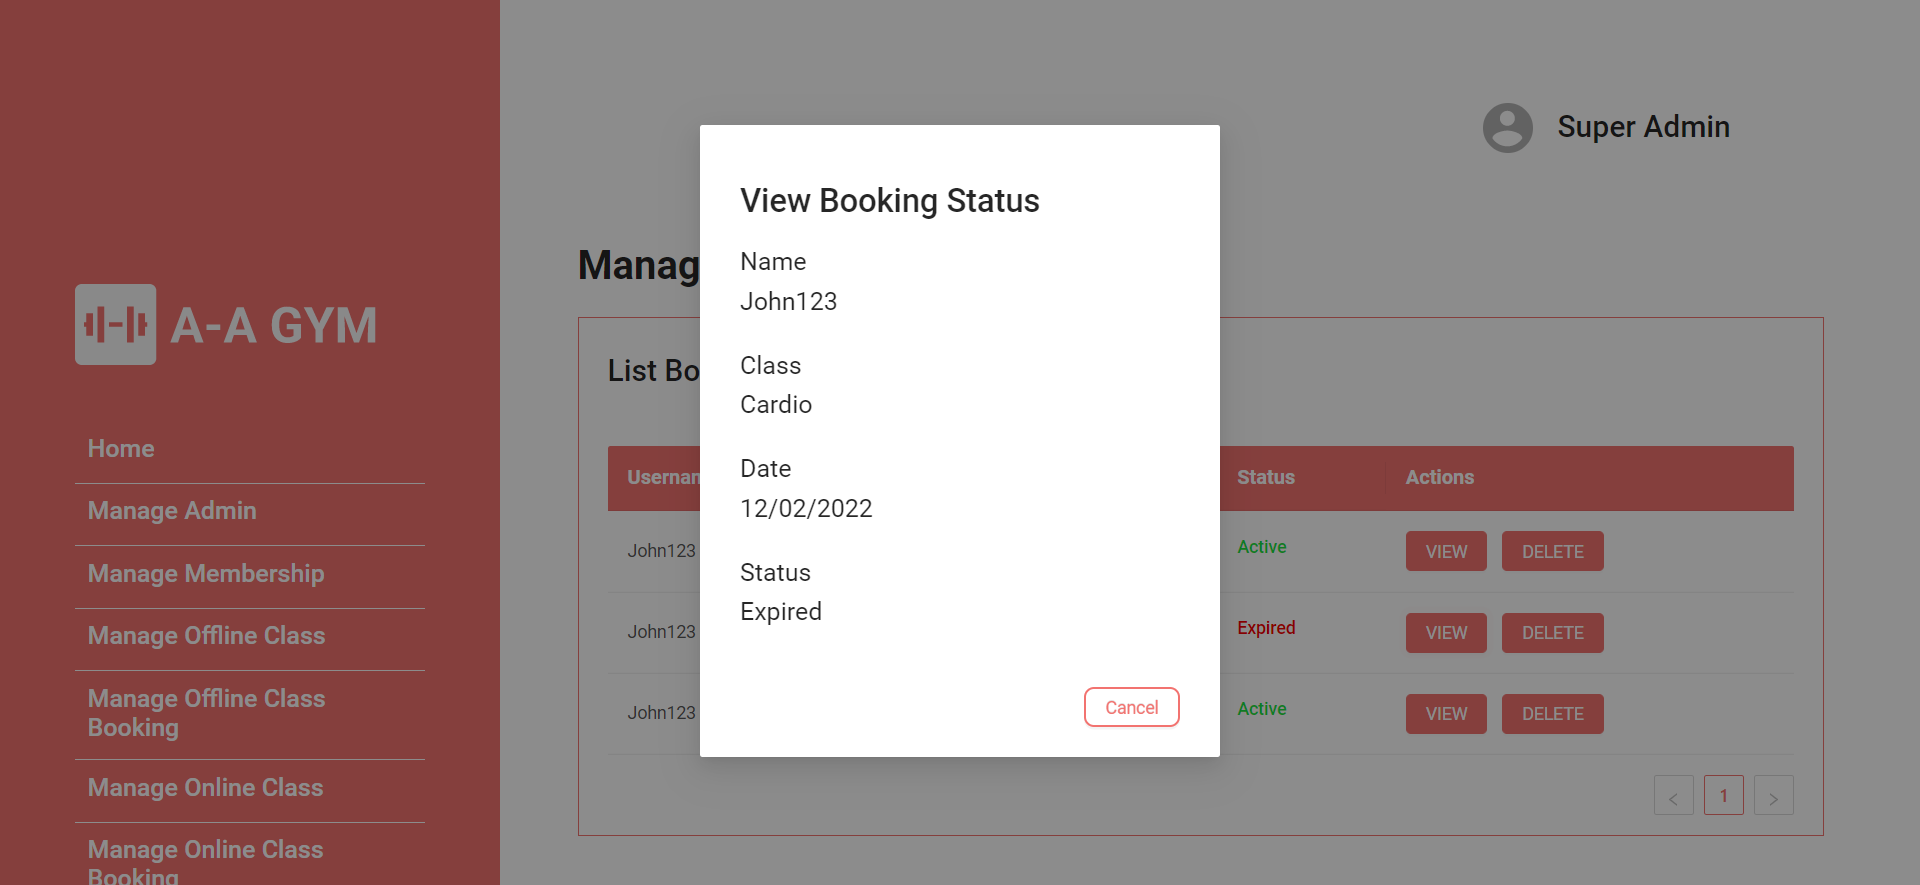 A-A GYM
Home
Manage Admin
Manage Membership
Manage Offline Class
Manage Offline Class
Booking
Manage Online Class
Manage Online Class
Booking
Super Admin
Manag
List Bo
Usernam
Status
Actions
John123
Active
VIEW
DELETE
John123
Expired
VIEW
DELETE
John123
Active
VIEW
DELETE
<
1
>
View Booking Status
Name
John123
Class
Cardio
Date
12/02/2022
Status
Expired
Cancel